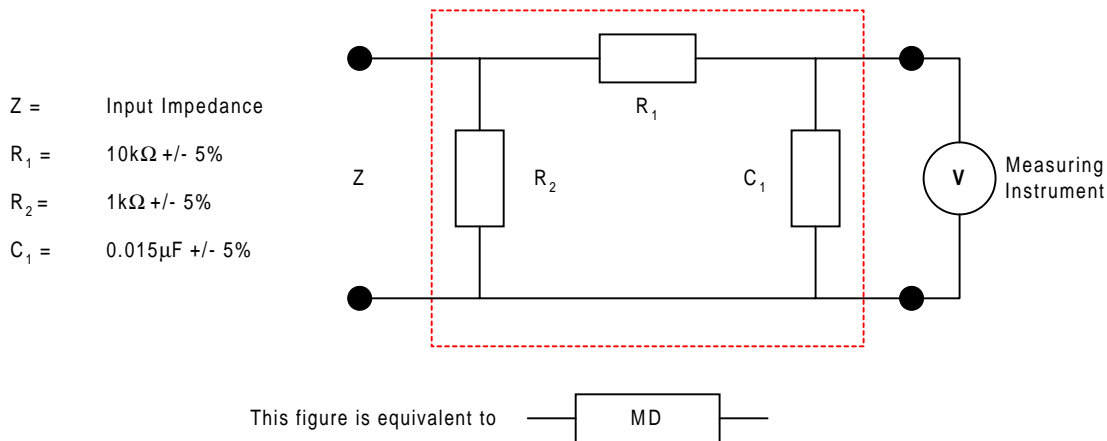 Z = Input Impedance
R₁ = 10kΩ +/- 5%
R₂ = 1kΩ +/- 5%
C₁ = 0.015μF +/- 5%
Z
R₂
R₁
C₁
V
Measuring
Instrument
This figure is equivalent to
MD